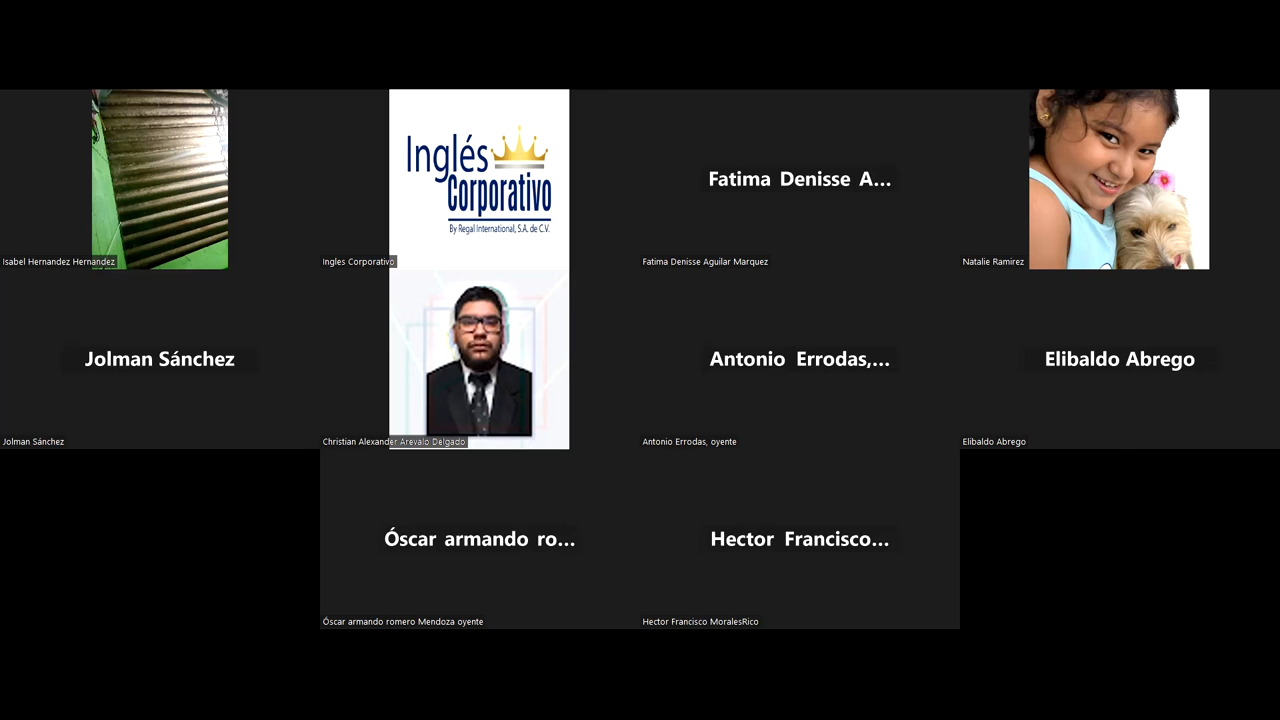 Inglés
Corporativo
By Regal International, S.A. de C.V.
Fatima Denisse A...
Isabel Hernandez Hernandez
Ingles Corporativo
Fatima Denisse Aguilar Marquez
Natalie Ramirez
Jolman Sánchez
Antonio Errodas,...
Elibaldo Abrego
Jolman Sánchez
Christian Alexander Arevalo Delgado
Antonio Errodas, oyente
Elibaldo Abrego
Óscar armando ro...
Hector Francisco...
Óscar armando romero Mendoza oyente
Hector Francisco MoralesRico